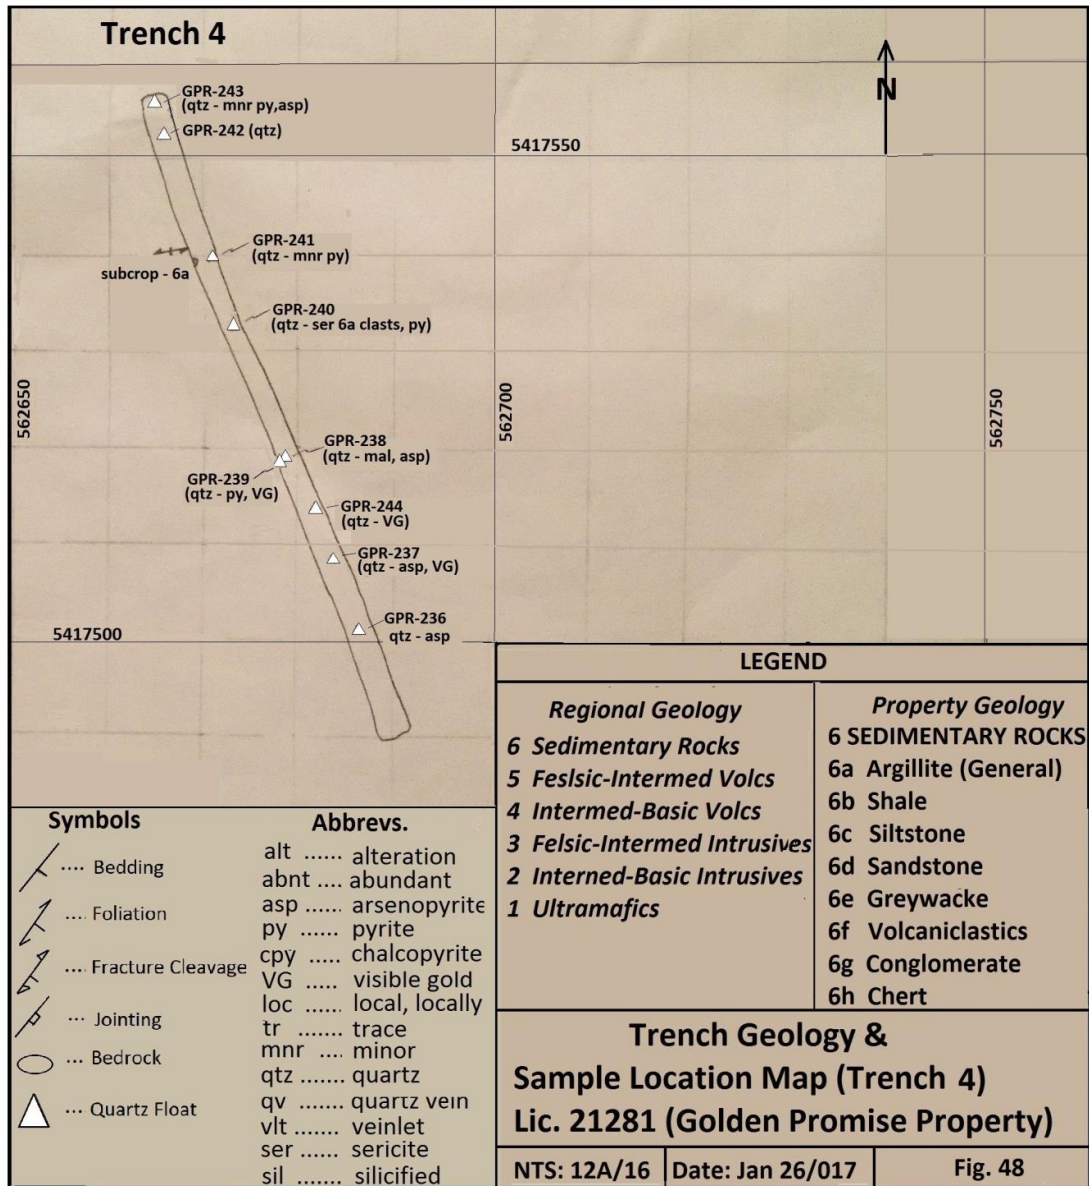 Trench 4
N
GPR-243
(qtz - mnr py,asp)
GPR-242 (qtz)
5417550
GPR-241
(qtz - mnr py)
subcrop - 6a
GPR-240
(qtz - ser 6a clasts, py)
562650
562700
562750
GPR-238
(qtz - mal, asp)
GPR-239
(qtz - py, VG)
GPR-244
(qtz - VG)
GPR-237
(qtz - asp, VG)
GPR-236
qtz - asp
5417500
LEGEND
Regional Geology
6 Sedimentary Rocks
5 Feslsic-Intermed Volcs
4 Intermed-Basic Volcs
3 Felsic-Intermed Intrusives
2 Interned-Basic Intrusives
1 Ultramafics
Property Geology
6 SEDIMENTARY ROCKS
6a Argillite (General)
6b Shale
6c Siltstone
6d Sandstone
6e Greywacke
6f Volcaniclastics
6g Conglomerate
6h Chert
Symbols
.... Bedding
.... Foliation
.... Fracture Cleavage
... Jointing
... Bedrock
... Quartz Float
Abbrevs.
alt ...... alteration
abnt .... abundant
asp ..... arsenopyrite
py ...... pyrite
cpy ..... chalcopyrite
VG ..... visible gold
loc ...... local, locally
tr ....... trace
mnr .... minor
qtz ....... quartz
qv ....... quartz vein
vlt ....... veinlet
ser ...... sericite
sil ....... silicified
Trench Geology &
Sample Location Map (Trench 4)
Lic. 21281 (Golden Promise Property)
NTS: 12A/16 Date: Jan 26/017 Fig. 48